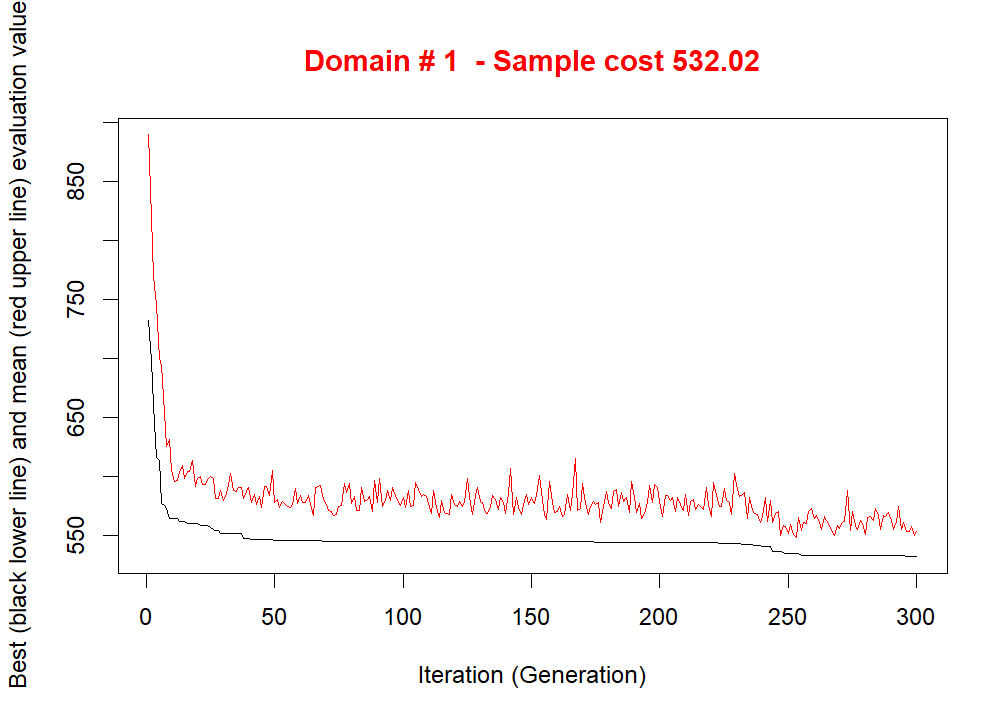 Domain # 1  - Sample cost 532.02
Best (black lower line) and mean (red upper line) evaluation value
850
750
650
550
0 50 100 150 200 250 300
Iteration (Generation)